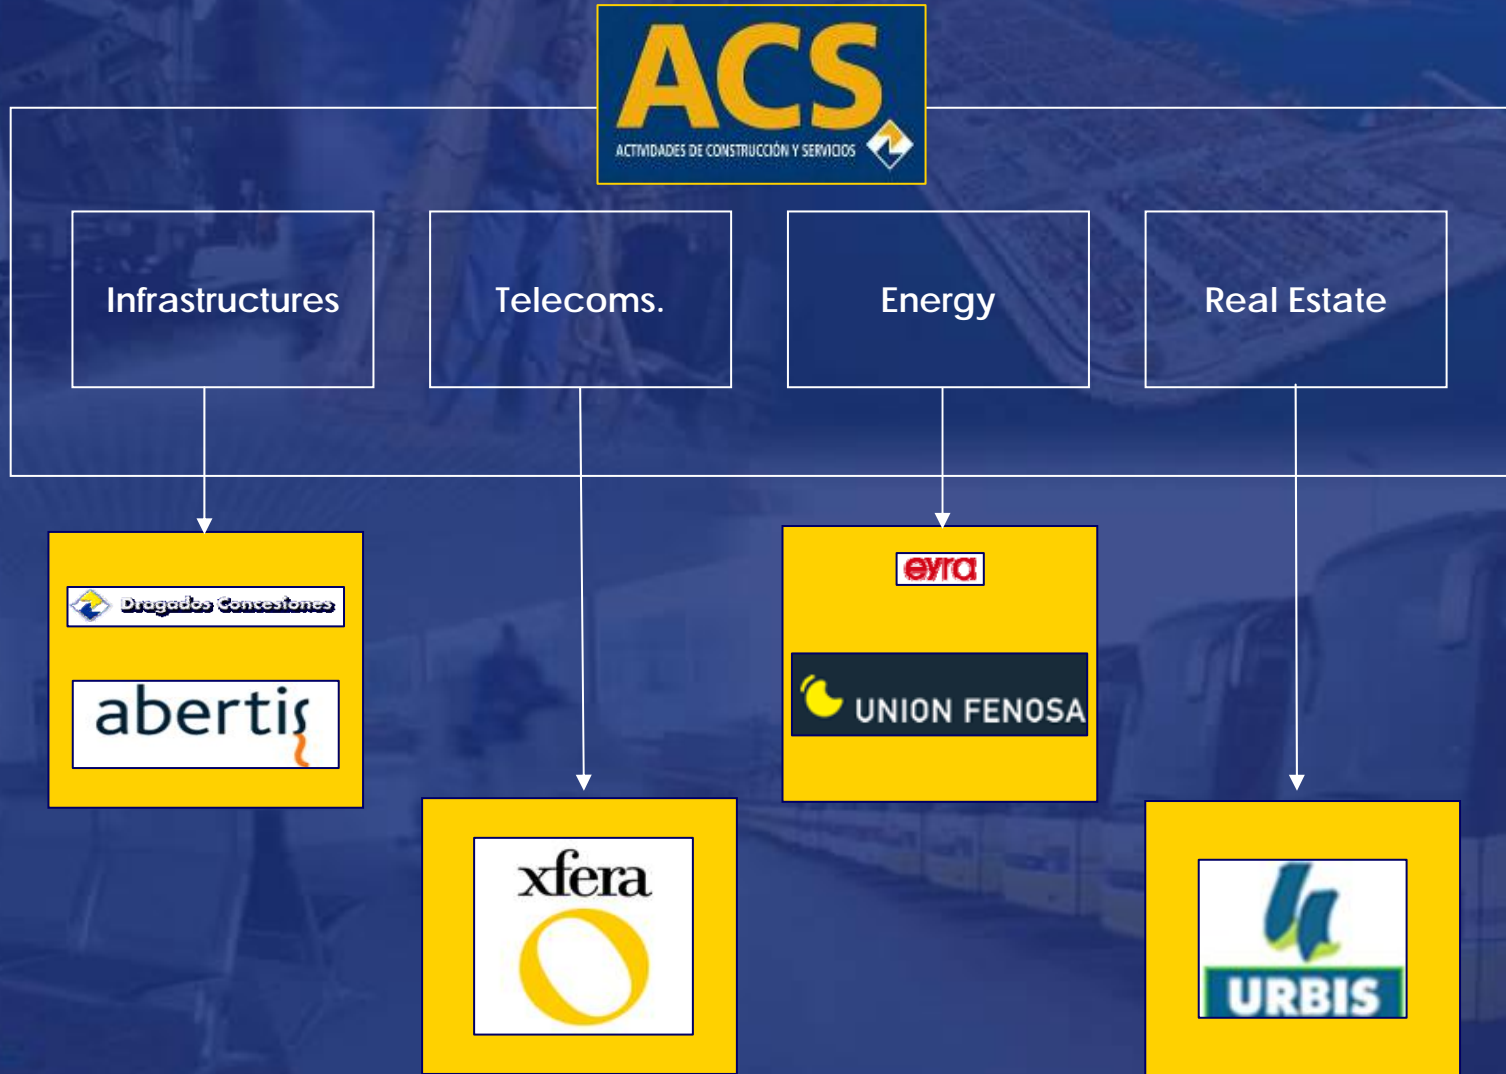 ACS
ACTIVIDADES DE CONSTRUCCIÓN Y SERVICIOS
Infrastructures
Telecoms.
Energy
Real Estate
Dragados Concesiones
abertis
eyra
UNION FENOSA
xfera
URBIS